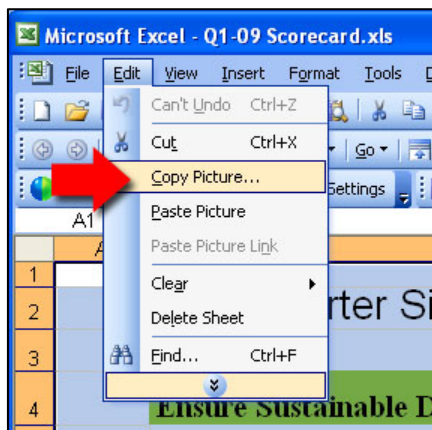 Microsoft Excel - Q1-09 Scorecard.xls
File Edit View Insert Format Tools
Can't Undo Ctrl+Z
Cut Ctrl+X
Go
Copy Picture...
ettings
A1
Paste Picture
Paste Picture Link
1
Clear
2
rter Si
Delete Sheet
3
Find... Ctrl+F
4
Ensure Sustainable D